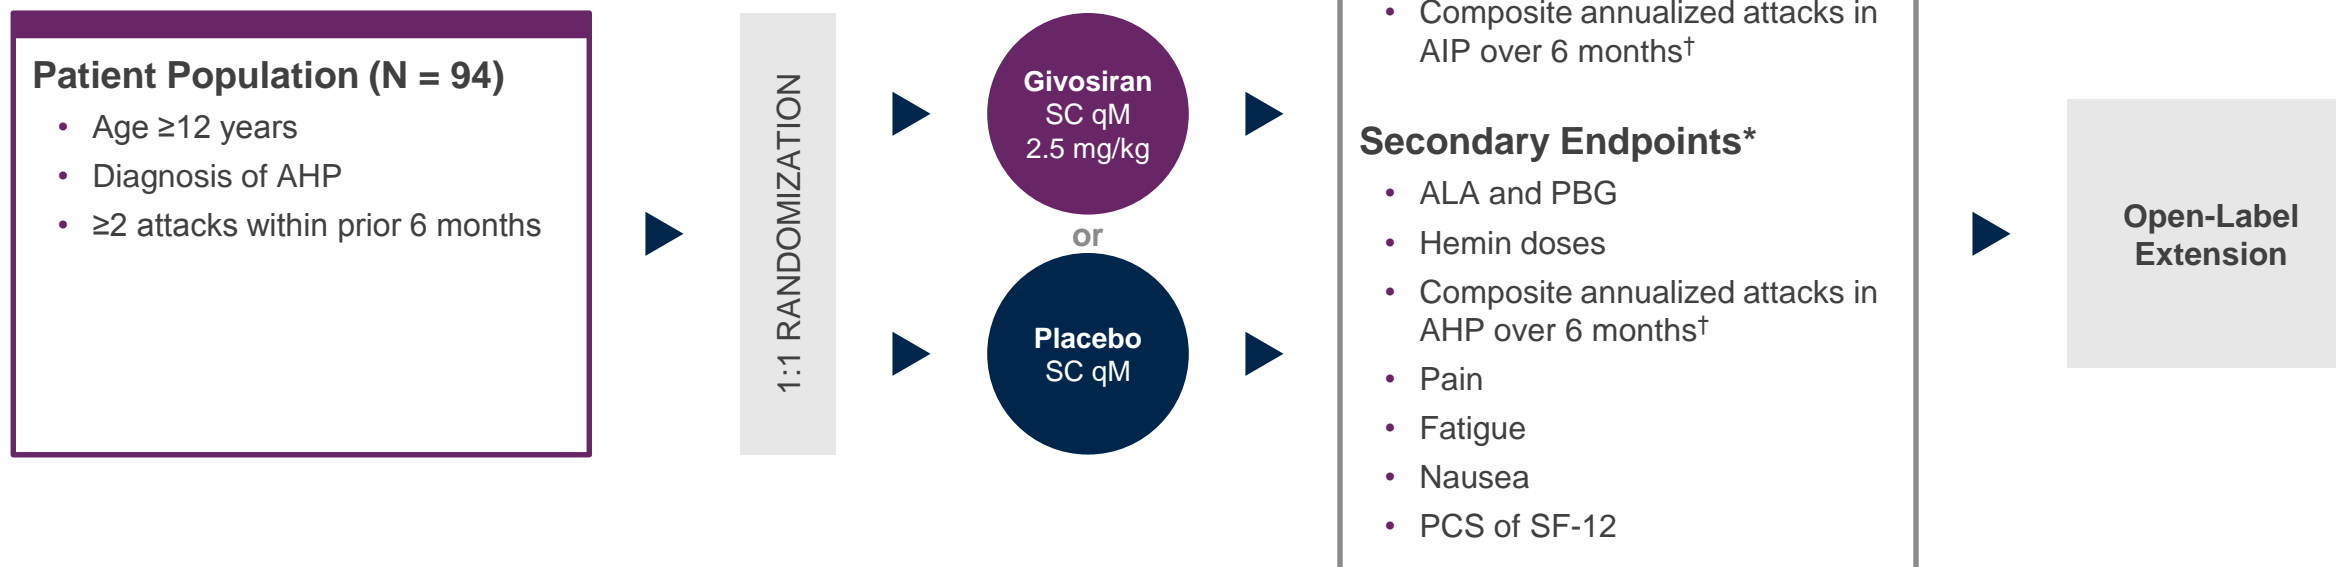 Patient Population (N = 94)
• Age ≥12 years
• Diagnosis of AHP
• ≥2 attacks within prior 6 months
1:1 RANDOMIZATION
Givosiran
SC qM
2.5 mg/kg
or
Placebo
SC qM
• Composite annualized attacks in
AIP over 6 months†
Secondary Endpoints*
• ALA and PBG
• Hemin doses
• Composite annualized attacks in
AHP over 6 months†
• Pain
• Fatigue
• Nausea
• PCS of SF-12
Open-Label
Extension